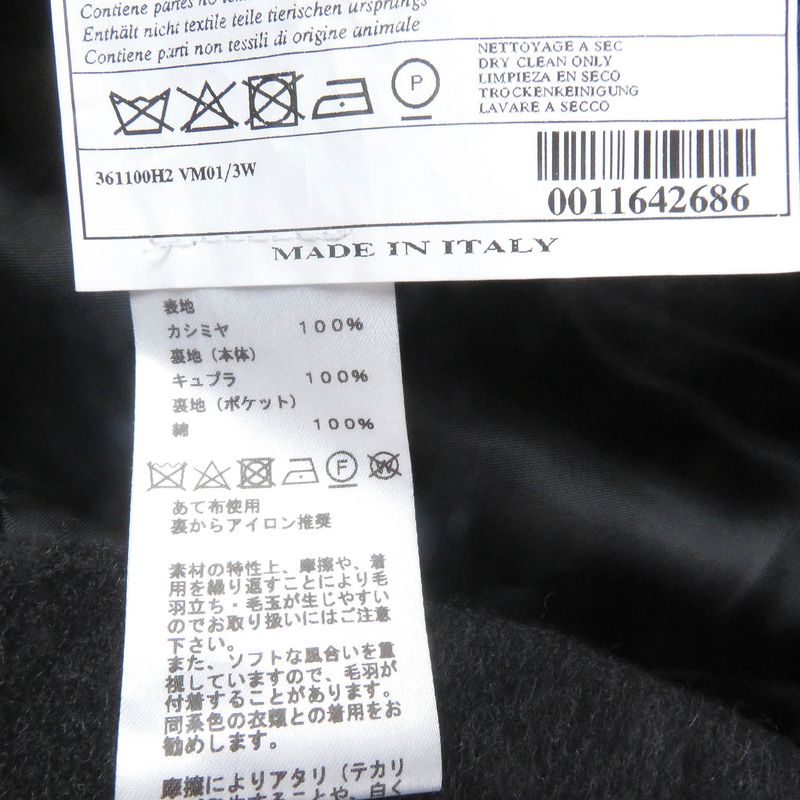 Contiene partes no
Enthält nicht textile teile tierischen ursprungs
Contiene parti non tessili di origine animale
P
NETTOYAGE A SEC
DRY CLEAN ONLY
LIMPIEZA EN SECO
TROCKENREINIGUNG
LAVARE A SECCO
361100H2 VM01/3W
0011642686
MADE IN ITALY
表地
カシミヤ 100%
裏地(本体)
キュプラ 100%
裏地(ポケット)
綿 100%
F W
あて布使用
裏からアイロン推奨
素材の特性上、摩擦や、着
用を繰り返すことにより毛
羽立ち・毛玉が生じやすい
のでお取り扱いにはご注意
下さい。
また、ソフトな風合いを重
視していますので、毛羽が
付着することがあります。
同系色の衣類との着用をお
勧めします。
摩擦によりアタリ(テカリ
することや、白く